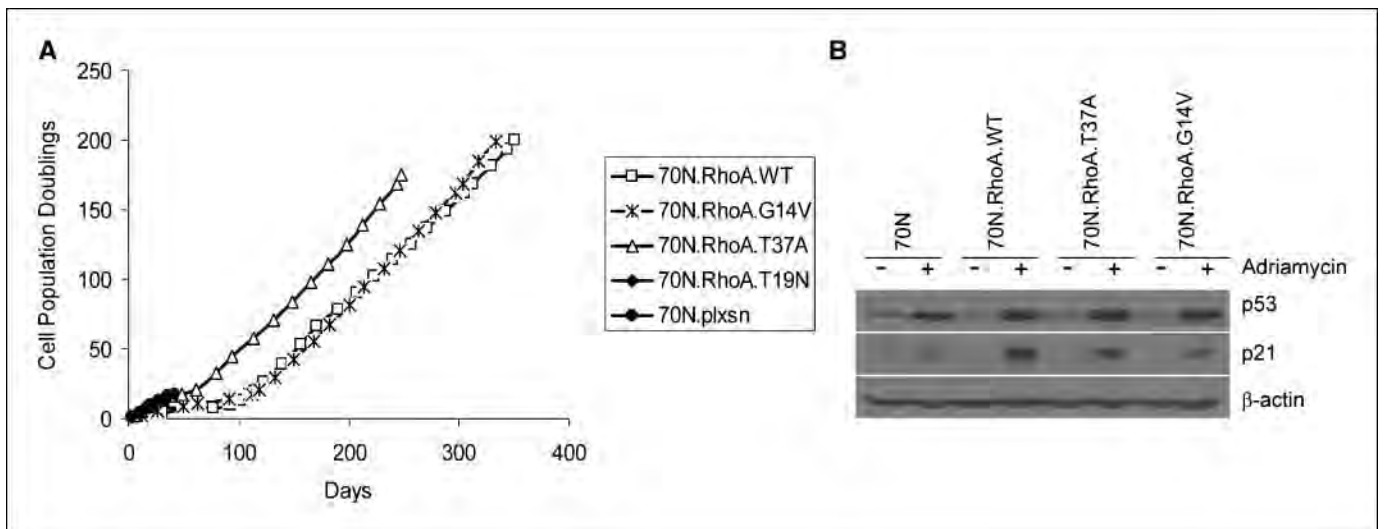 A
250
200
150
100
50
0
Cell Population Doublings
0 100 200 300 400
Days
70N.RhoA.WT
70N.RhoA.G14V
70N.RhoA.T37A
70N.RhoA.T19N
70N.plxsn
B
70N
70N.RhoA.WT
70N.RhoA.T37A
70N.RhoA.G14V
- + - + - + - + Adriamycin
p53
p21
β-actin